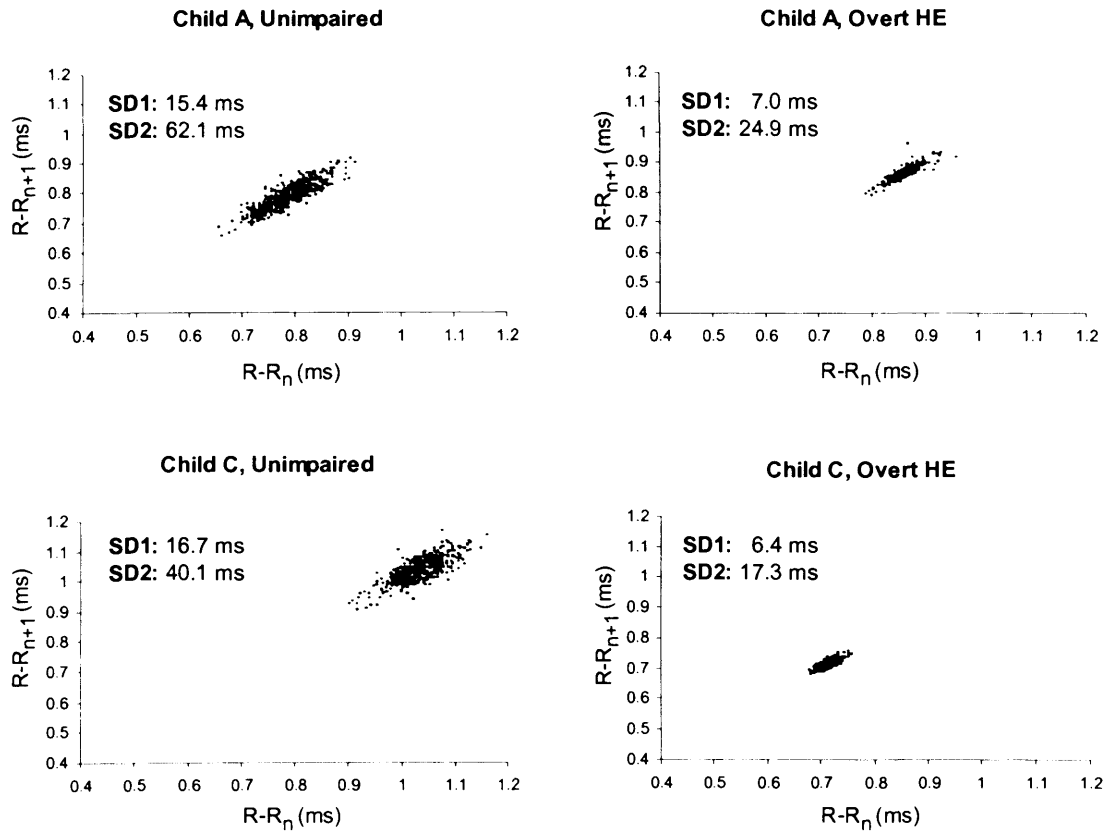 Child A, Unimpaired
SD1: 15.4 ms
SD2: 62.1 ms
R-Rn+1 (ms)
1.2
1.1
1
0.9
0.8
0.7
0.6
0.5
0.4
0.4 0.5 0.6 0.7 0.8 0.9 1 1.1 1.2
R-Rn (ms)
Child A, Overt HE
SD1: 7.0 ms
SD2: 24.9 ms
R-Rn+1 (ms)
1.2
1.1
1
0.9
0.8
0.7
0.6
0.5
0.4
0.4 0.5 0.6 0.7 0.8 0.9 1 1.1 1.2
R-Rn (ms)
Child C, Unimpaired
SD1: 16.7 ms
SD2: 40.1 ms
R-Rn+1 (ms)
1.2
1.1
1
0.9
0.8
0.7
0.6
0.5
0.4
0.4 0.5 0.6 0.7 0.8 0.9 1 1.1 1.2
R-Rn (ms)
Child C, Overt HE
SD1: 6.4 ms
SD2: 17.3 ms
R-Rn+1 (ms)
1.2
1.1
1
0.9
0.8
0.7
0.6
0.5
0.4
0.4 0.5 0.6 0.7 0.8 0.9 1 1.1 1.2
R-Rn (ms)